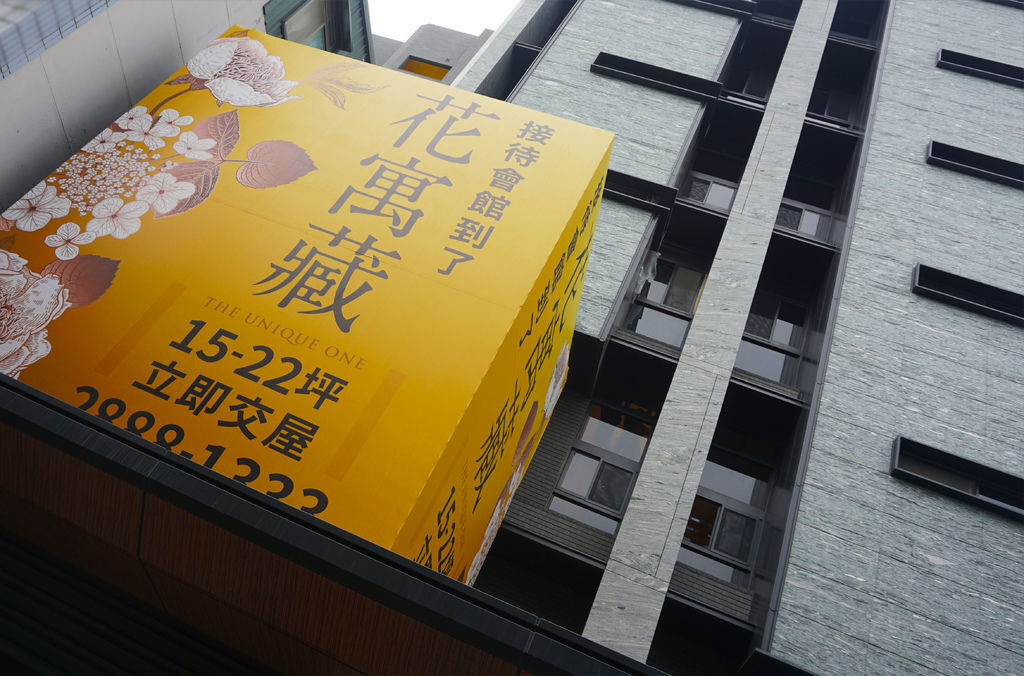 接待會館到了
花寓藏
THE UNIQUE ONE
15-22坪
立即交屋
2888-1333